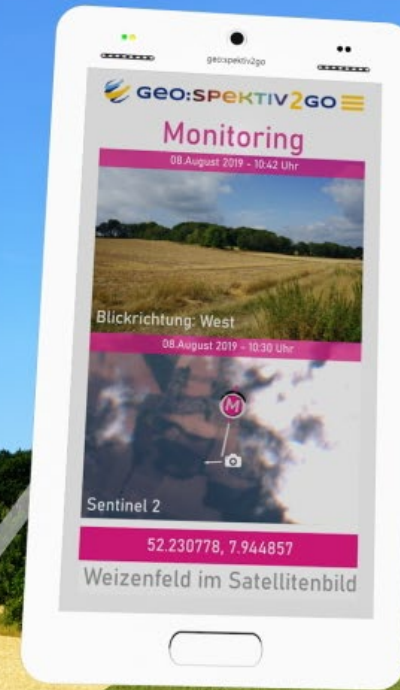 geo:spektiv2go
GEO:SPEKTIV2GO
Monitoring
08.August 2019 - 10:42 Uhr
Blickrichtung: West
08.August 2019 - 10:30 Uhr
M
Sentinel 2
52.230778, 7.944857
Weizenfeld im Satellitenbild